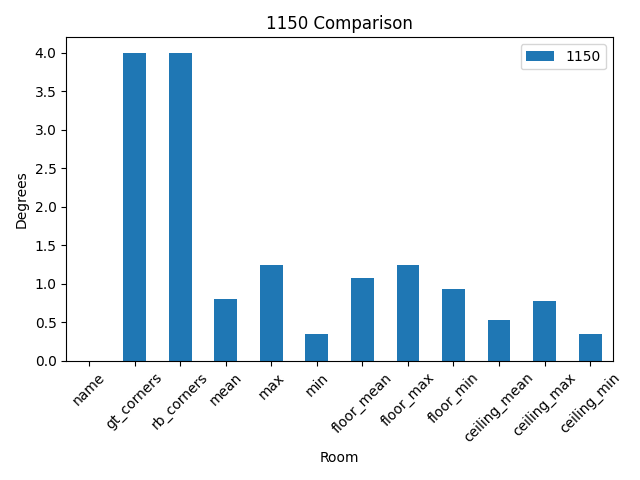 1150 Comparison
1150
Degrees
4.0
3.5
3.0
2.5
2.0
1.5
1.0
0.5
0.0
name
gt_corners
rb_corners
mean
max
min
floor_mean
floor_max
floor_min
ceiling_mean
ceiling_max
ceiling_min
Room